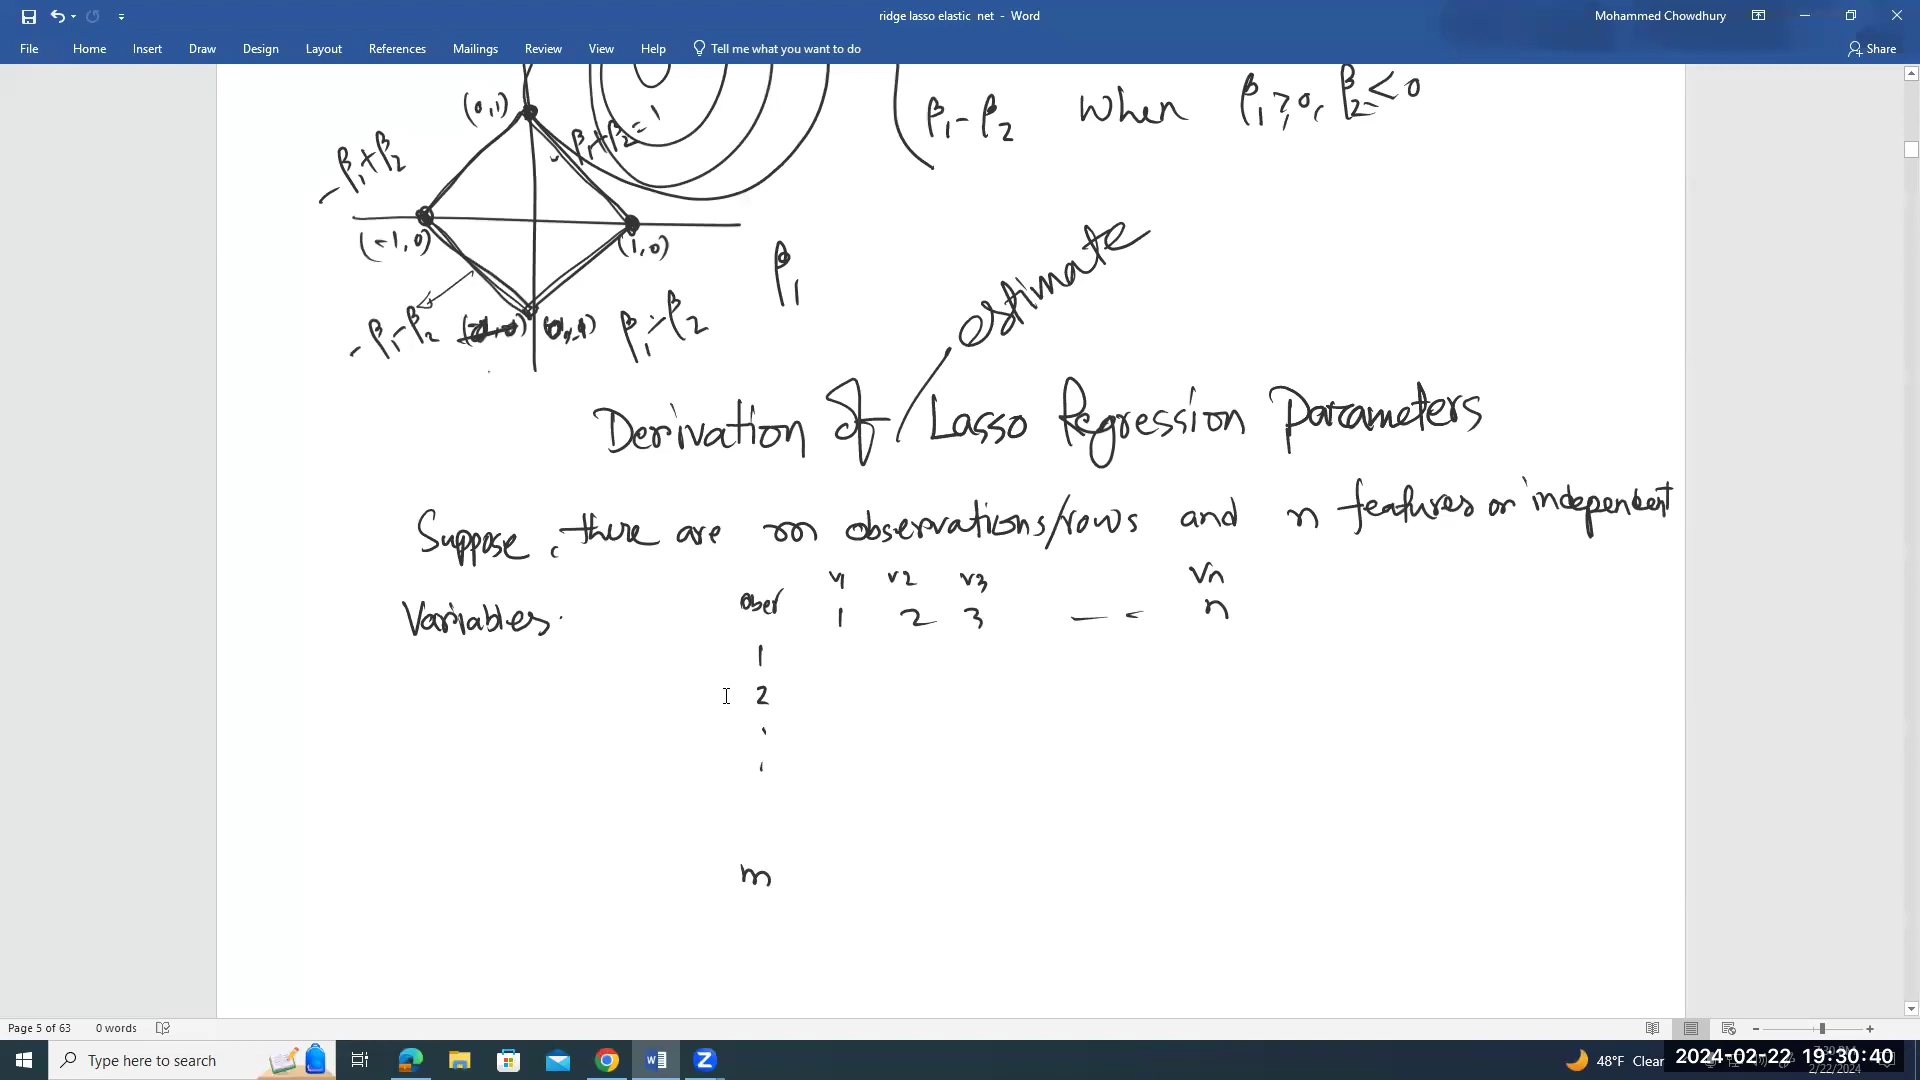 ridge lasso elastic net - Word
Mohammed Chowdhury
File Home Insert Draw Design Layout References Mailings Review View Help Tell me what you want to do Share
(0,1)
β1+β2=1
β1-β2 when β1≥0, β2<0
-β1+β2
(-1,0)
(1,0)
β1
-β1-β2
β1-β2
estimate
Derivation of Lasso Regression Parameters
Suppose, there are m observations/rows and n features or independent
Variables.
v1 v2 v3 Vn
obser 1 2 3 n
1
2
m
Page 5 of 63 0 words
Type here to search
48°F Clear
2024-02-22 19:30:40
2/22/2024